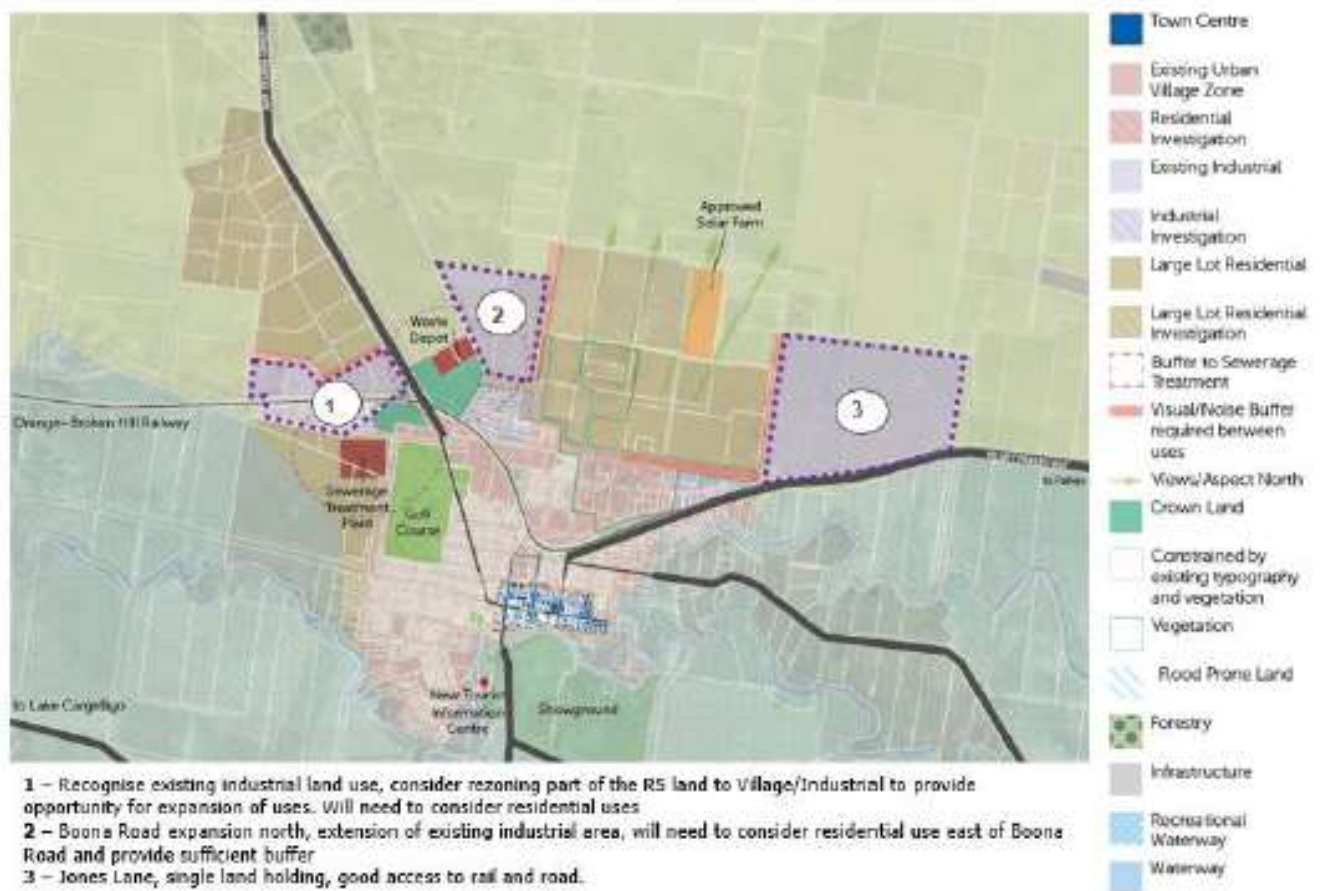 Approved
Solar Farm
Waste
Depot
2
1
3
Orange–Broken Hill Railway
Sewerage
Treatment
Plant
Golf
Course
New Tourist
Information
Centre
Showground
to Lake Cargelligo
Town Centre
Existing Urban
Village Zone
Residential
Investigation
Existing Industrial
Industrial
Investigation
Large Lot Residential
Large Lot Residential
Investigation
Buffer to Sewerage
Treatment
Visual/Noise Buffer
required between
uses
Views/Aspect North
Crown Land
Constrained by
existing typography
and vegetation
Vegetation
Flood Prone Land
Forestry
Infrastructure
Recreational
Waterway
Waterway
1 – Recognise existing industrial land use, consider rezoning part of the R5 land to Village/Industrial to provide
opportunity for expansion of uses. Will need to consider residential uses
2 – Boona Road expansion north, extension of existing industrial area, will need to consider residential use east of Boona
Road and provide sufficient buffer
3 – Jones Lane, single land holding, good access to rail and road.